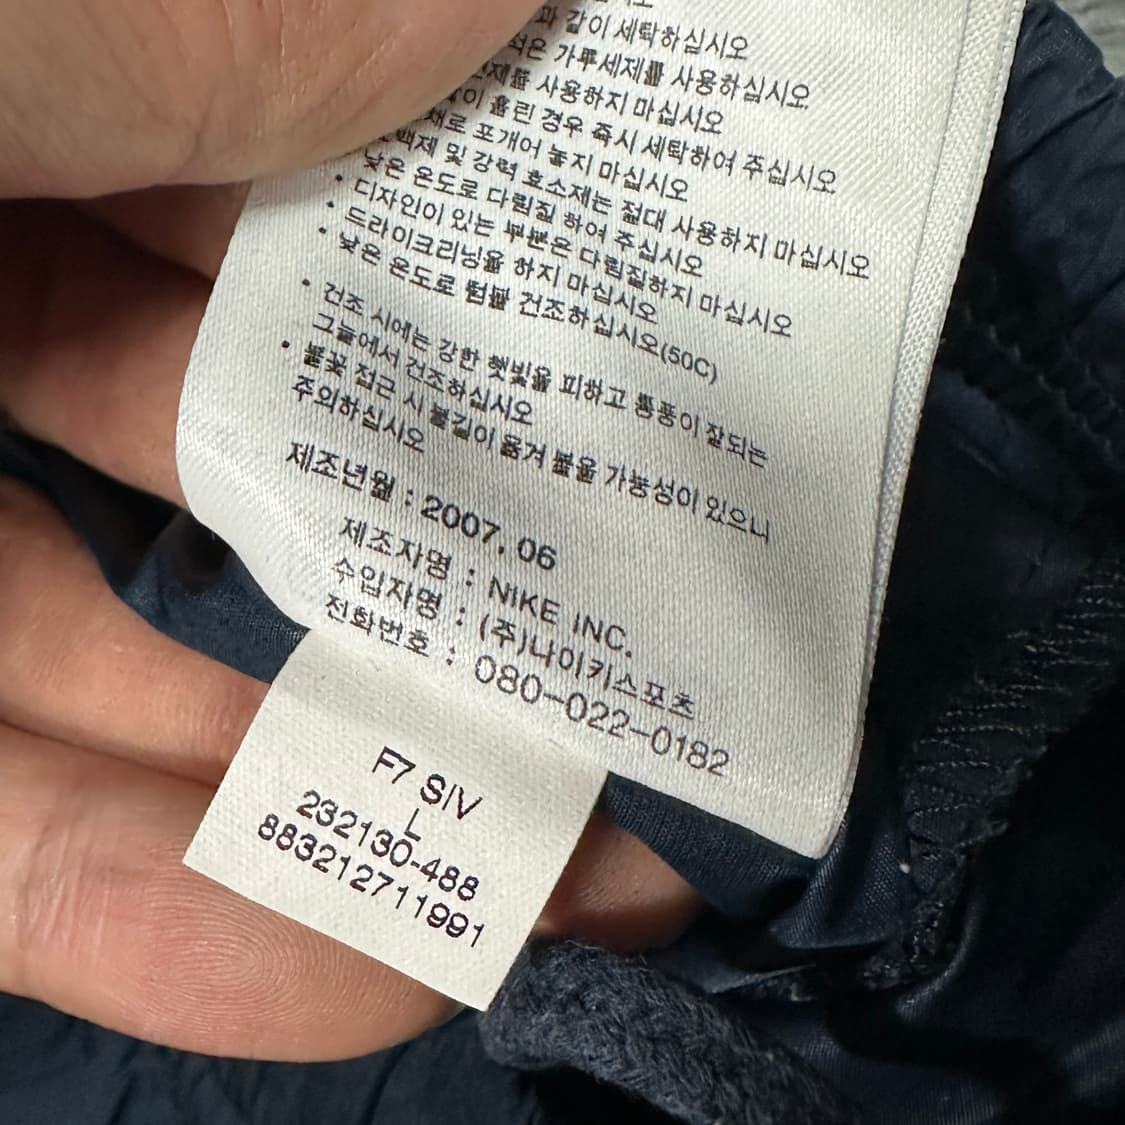 과 같이 세탁하십시오
가루세제를 사용하십시오
사용하지 마십시오
흘린 경우 즉시 세탁하여 주십시오
포개어 놓지 마십시오
및 강력 효소제는 절대 사용하지 마십시오
낮은 온도로 다림질 하여 주십시오
• 디자인이 있는 부분은 다림질하지 마십시오
• 드라이크리닝을 하지 마십시오
• 낮은 온도로 텀블 건조하십시오(50C)
• 건조 시에는 강한 햇빛을 피하고 통풍이 잘되는
그늘에서 건조하십시오
• 불꽃 접근 시 불길이 옮겨 붙을 가능성이 있으니
주의하십시오
제조년월 : 2007. 06
제조자명 : NIKE INC.
수입자명 : (주)나이키스포츠
전화번호 : 080-022-0182
F7 SIV
L
232130-488
883212711991